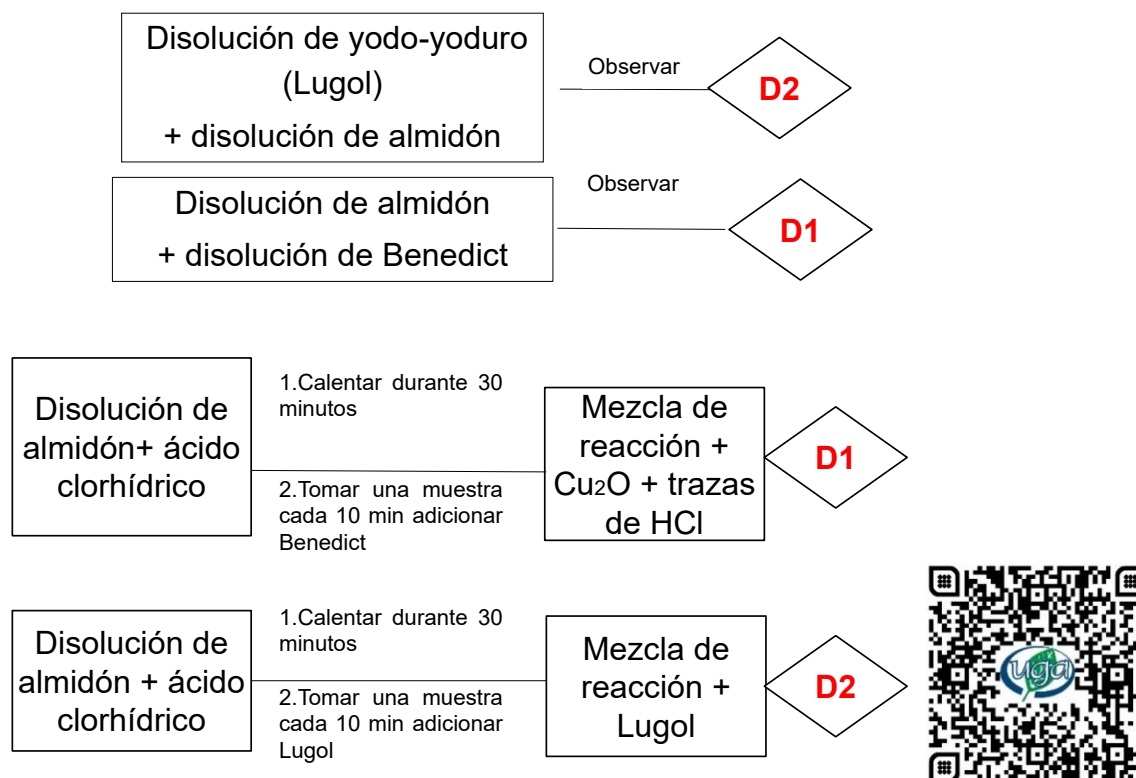 Disolución de yodo-yoduro
(Lugol)
+ disolución de almidón
Observar
D2
Disolución de almidón
+ disolución de Benedict
Observar
D1
Disolución de
almidón+ ácido
clorhídrico
1.Calentar durante 30
minutos
2.Tomar una muestra
cada 10 min adicionar
Benedict
Mezcla de
reacción +
Cu2O + trazas
de HCl
D1
Disolución de
almidón + ácido
clorhídrico
1.Calentar durante 30
minutos
2.Tomar una muestra
cada 10 min adicionar
Lugol
Mezcla de
reacción +
Lugol
D2
uga